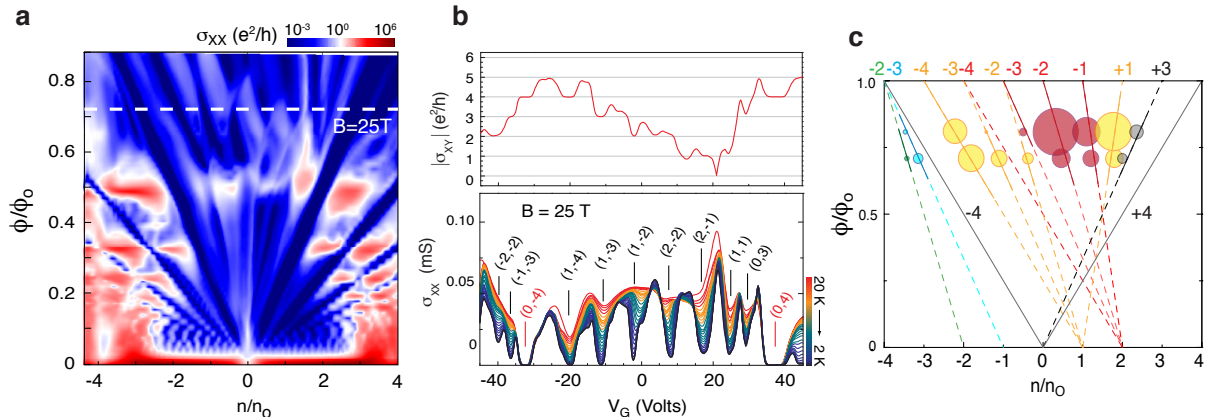 a
σXX (e²/h)
10⁻³ 10⁰ 10⁶
ϕ/ϕo
0.8
0.6
0.4
0.2
0
B=25T
-4 -2 0 2 4
n/no
b
|σXY| (e²/h)
6
5
4
3
2
1
0
B = 25 T
σXX (mS)
0.10
0.05
0
(-2,-2)
(-1,-3)
(0,-4)
(1,-4)
(1,-3)
(1,-2)
(2,-2)
(2,-1)
(1,1)
(0,3)
(0,4)
20 K
2 K
-40 -20 0 20 40
VG (Volts)
c
-2 -3 -4 -3 -4 -2 -3 -2 -1 +1 +3
ϕ/ϕo
1.0
0.5
0
-4
+4
-4 -3 -2 -1 0 1 2 3 4
n/nO